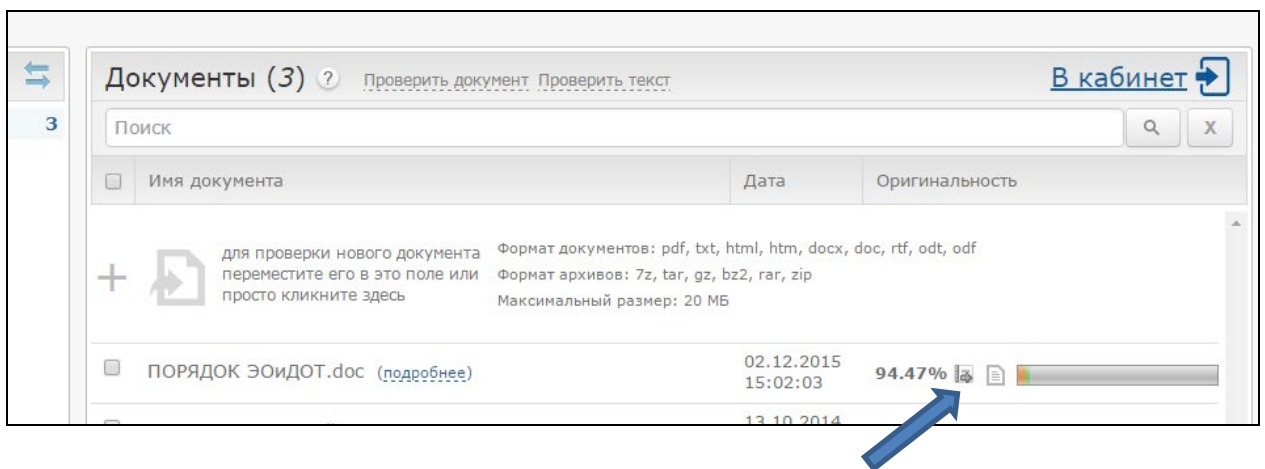 Документы (3) ? Проверить документ Проверить текст В кабинет
3
Поиск X
Имя документа Дата Оригинальность
для проверки нового документа
переместите его в это поле или
просто кликните здесь
Формат документов: pdf, txt, html, htm, docx, doc, rtf, odt, odf
Формат архивов: 7z, tar, gz, bz2, rar, zip
Максимальный размер: 20 МБ
ПОРЯДОК ЭОиДОТ.doc (подробнее)
02.12.2015
15:02:03
94.47%
13.10.2014